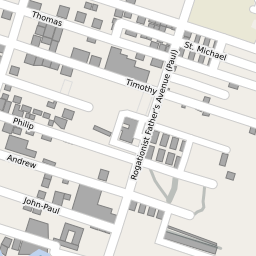 Thomas
St. Michael
Timothy
Rogationist Father's Avenue (Paul)
Philip
Andrew
John-Paul